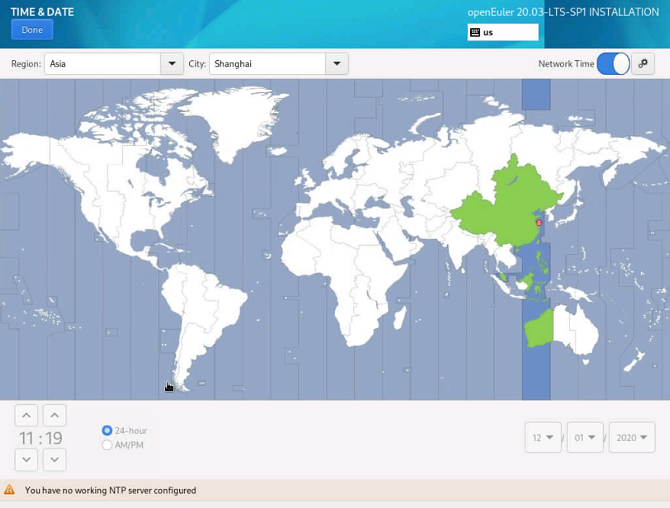 TIME & DATE
openEuler 20.03-LTS-SP1 INSTALLATION
Done
us
Region:
Asia
City:
Shanghai
Network Time
11 : 19
24-hour
AM/PM
12 / 01 / 2020
You have no working NTP server configured